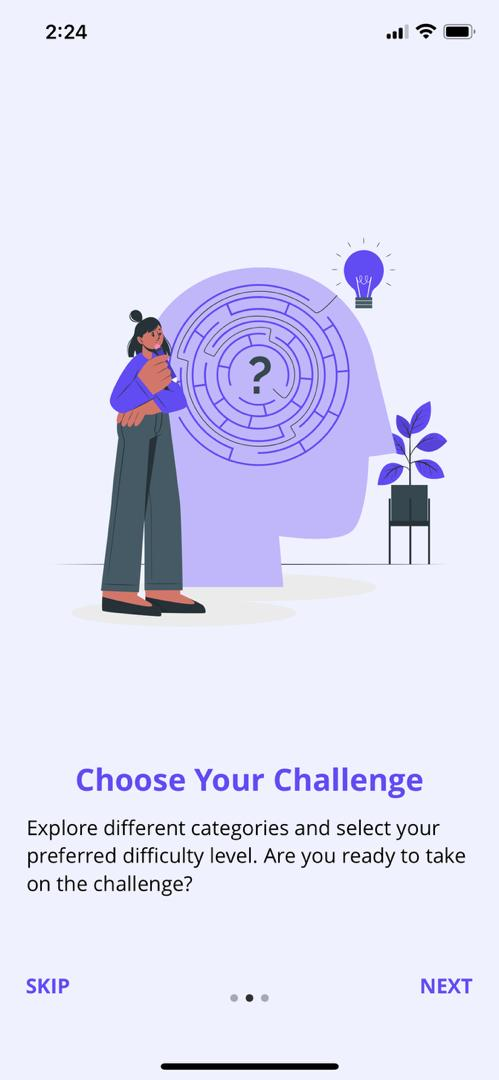 2:24
?
Choose Your Challenge
Explore different categories and select your
preferred difficulty level. Are you ready to take
on the challenge?
SKIP
NEXT